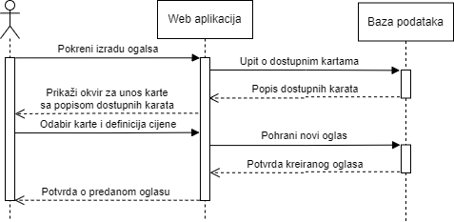 Web aplikacija
Baza podataka
Pokreni izradu ogalsa
Upit o dostupnim kartama
Popis dostupnih karata
Prikaži okvir za unos karte
sa popisom dostupnih karata
Odabir karte i definicija cijene
Pohrani novi oglas
Potvrda kreiranog oglasa
Potvrda o predanom oglasu